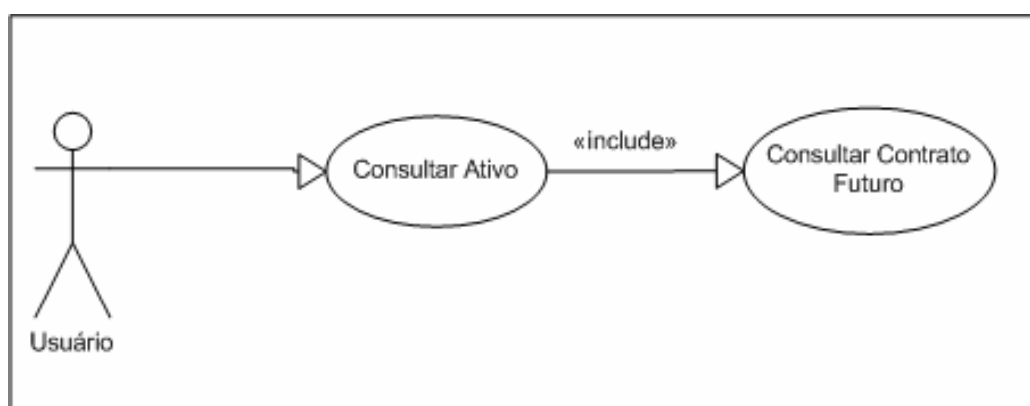 Consultar Ativo
«include»
Consultar Contrato
Futuro
Usuário